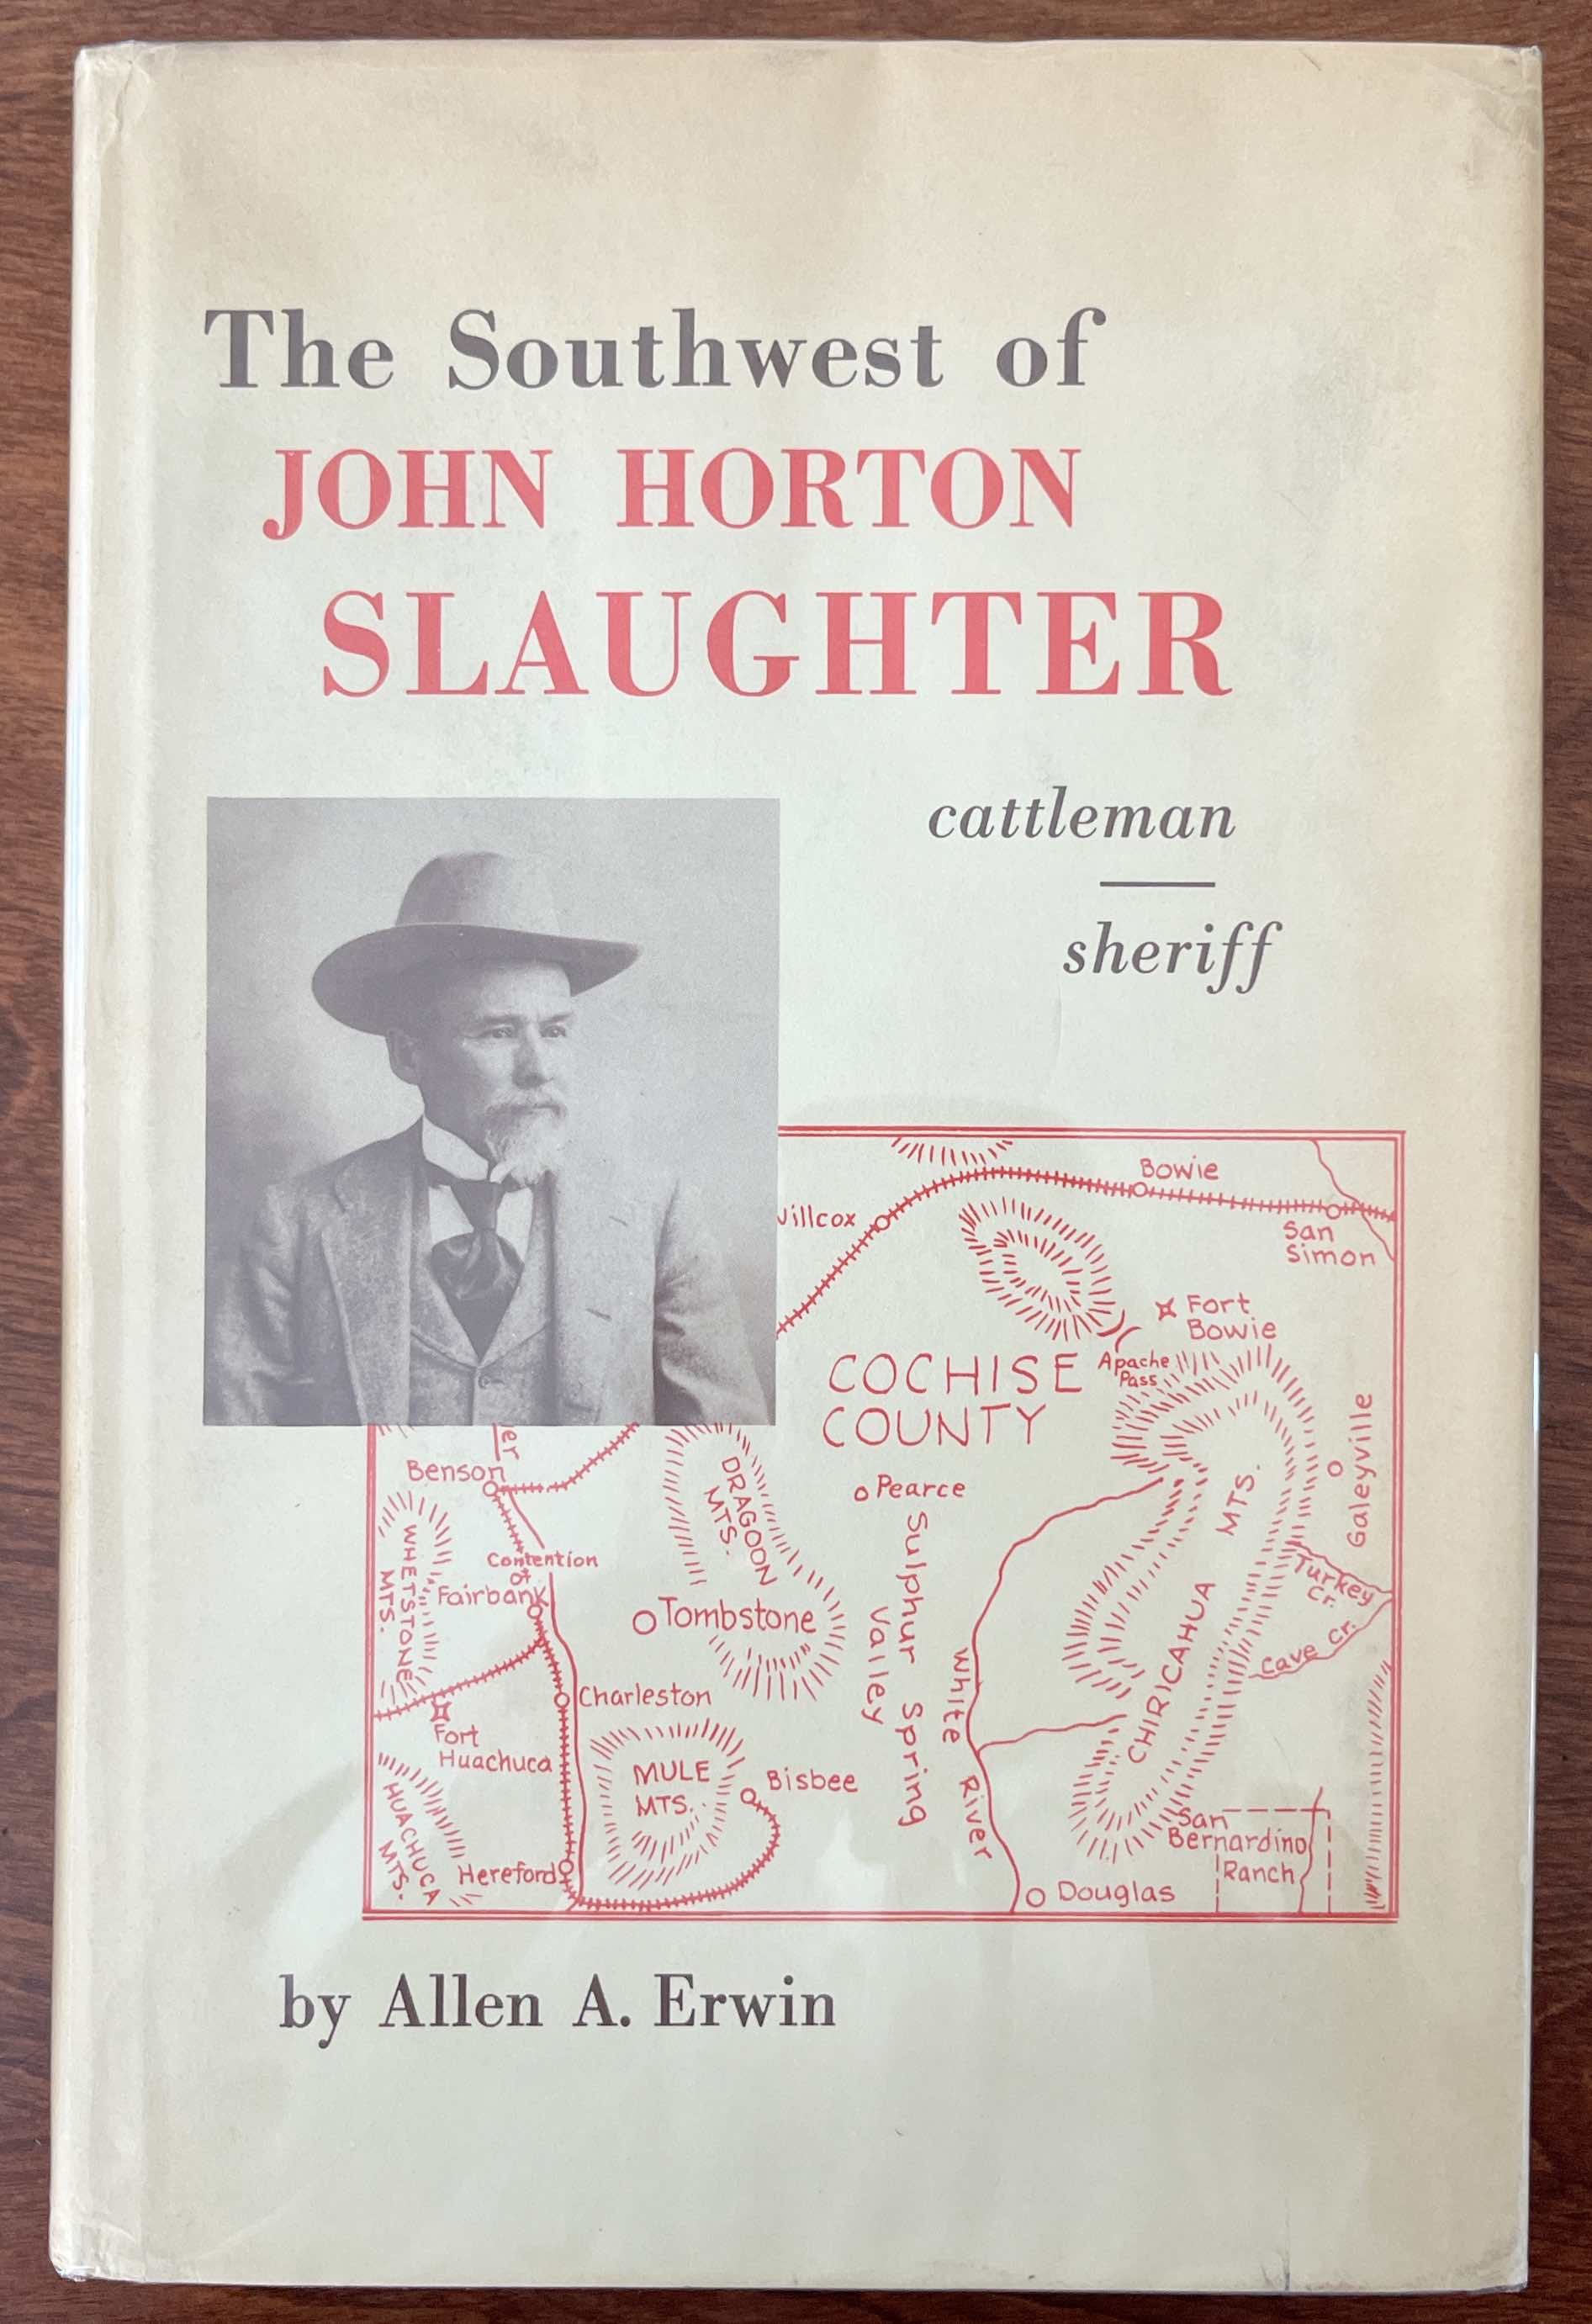 The Southwest of
JOHN HORTON
SLAUGHTER
cattleman
sheriff
Bowie
San
Simon
Fort
Bowie
Apache
Pass
COCHISE
COUNTY
Galeyville
Benson
DRAGOON
MTS.
Pearce
MTS.
WHETSTONE
MTS.
Contention
Fairbank
Tombstone
Sulphur Spring
Valley
Turkey
Cr.
Cave Cr.
Charleston
White River
CHIRICAHUA
Fort
Huachuca
MULE
MTS.
Bisbee
HUACHUCA
MTS.
San
Bernardino
Ranch
Hereford
Douglas
by Allen A. Erwin